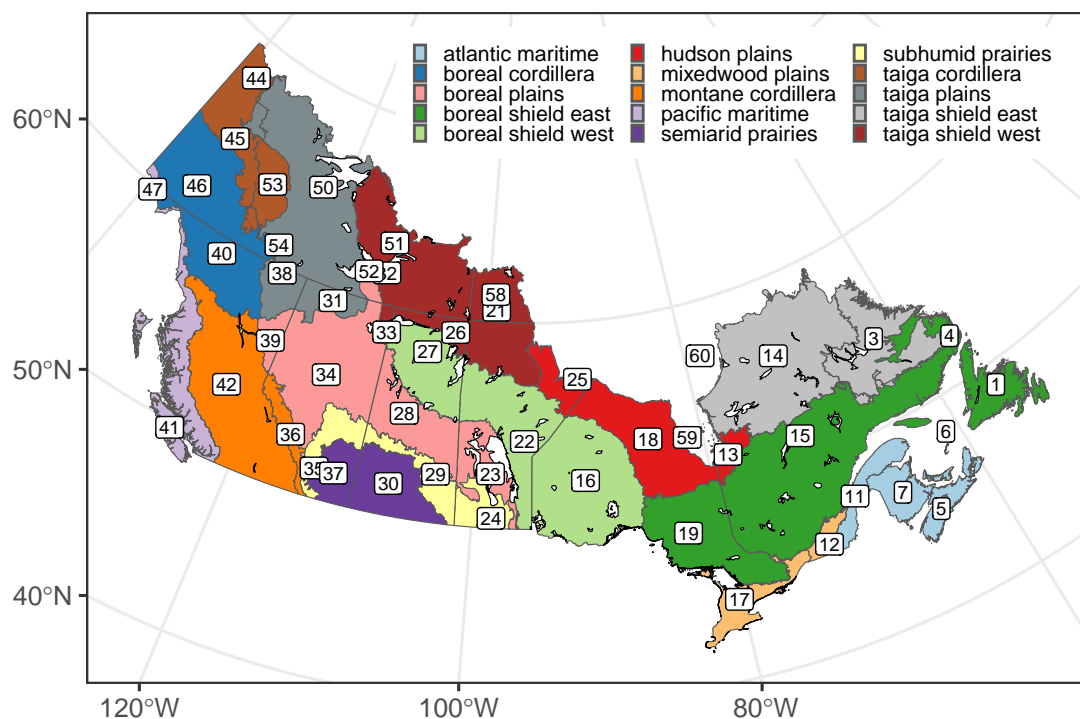 atlantic maritime
boreal cordillera
boreal plains
boreal shield east
boreal shield west
hudson plains
mixedwood plains
montane cordillera
pacific maritime
semiarid prairies
subhumid prairies
taiga cordillera
taiga plains
taiga shield east
taiga shield west
60°N
50°N
40°N
44
45
47
46
53
50
40
54
38
51
52
32
31
58
21
39
33
26
27
34
42
25
60
14
3
4
1
41
36
28
35
37
30
29
22
23
24
16
18
59
13
15
6
19
11
7
5
12
17
120°W
100°W
80°W